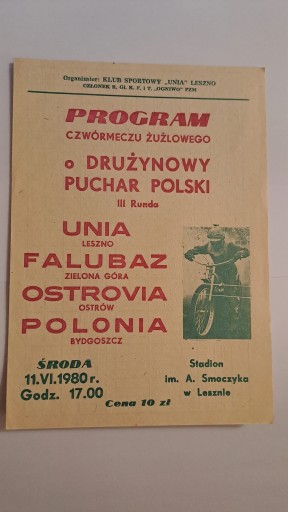 Organizator: KLUB SPORTOWY „UNIA" LESZNO
CZŁONEK R. Gł. K. F. i T. „OGNIWO" PZM
PROGRAM
CZWÓRMECZU ŻUŻLOWEGO
o DRUŻYNOWY
PUCHAR POLSKI
III Runda
UNIA
LESZNO
FALUBAZ
ZIELONA GÓRA
OSTROVIA
OSTRÓW
POLONIA
BYDGOSZCZ
ŚRODA
11.VI.1980 r.
Godz. 17.00
Stadion
im. A. Smoczyka
w Lesznie
Cena 10 zł